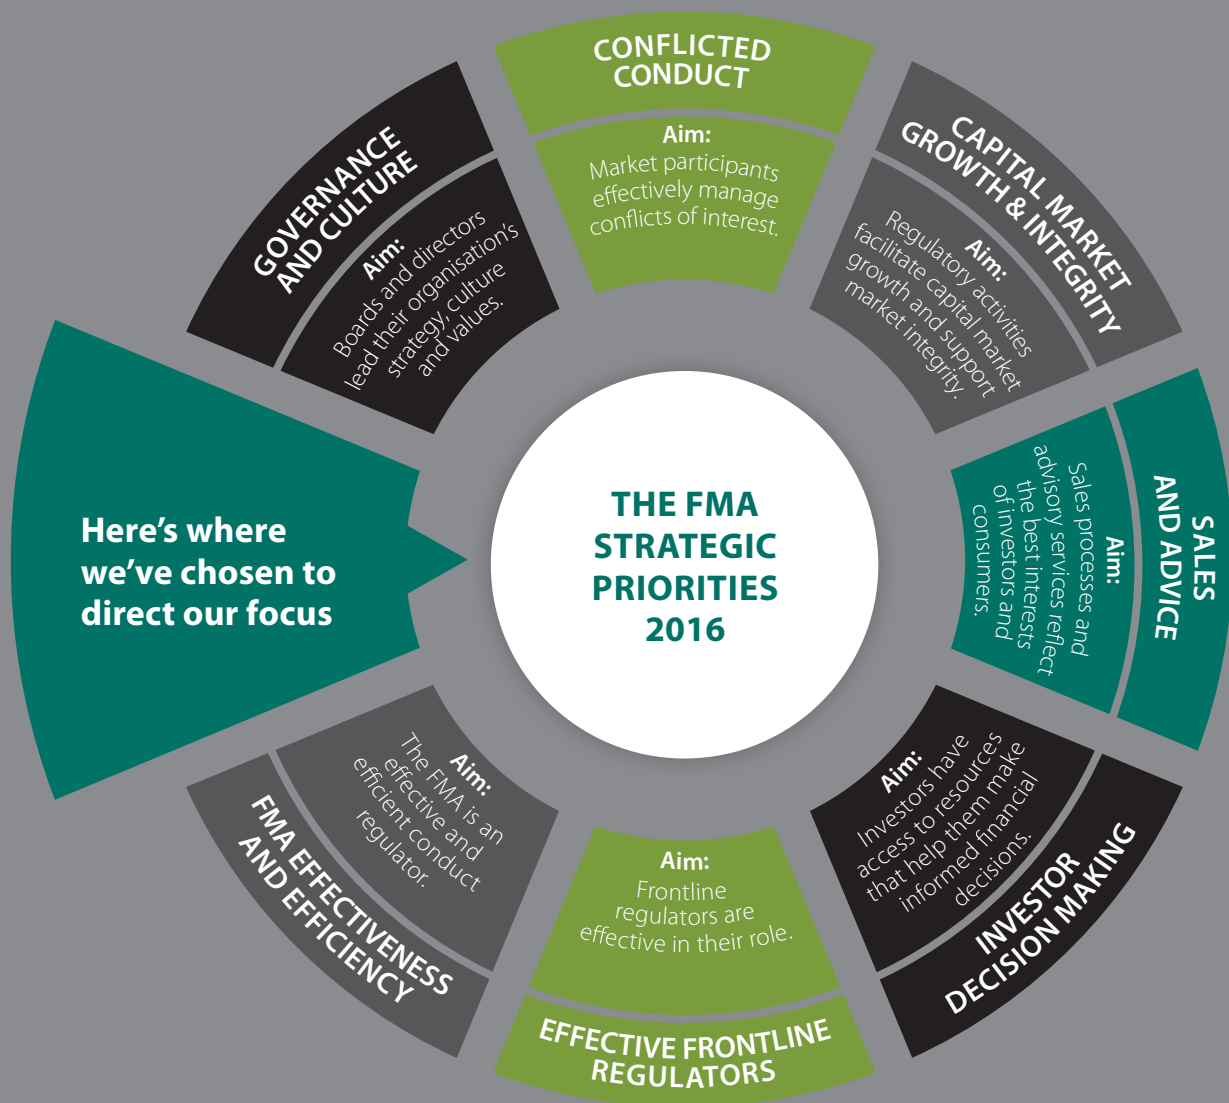 THE FMA
STRATEGIC
PRIORITIES
2016
Here’s where
we’ve chosen to
direct our focus
GOVERNANCE
AND CULTURE
Aim:
Boards and directors
lead their organisation's
strategy, culture
and values.
CONFLICTED
CONDUCT
Aim:
Market participants
effectively manage
conflicts of interest.
CAPITAL MARKET
GROWTH & INTEGRITY
Aim:
Regulatory activities
facilitate capital market
growth and support
market integrity.
SALES
AND ADVICE
Aim:
Sales processes and
advisory services reflect
the best interests
of investors and
consumers.
INVESTOR
DECISION MAKING
Aim:
Investors have
access to resources
that help them make
informed financial
decisions.
EFFECTIVE FRONTLINE
REGULATORS
Aim:
Frontline
regulators are
effective in their role.
FMA EFFECTIVENESS
AND EFFICIENCY
Aim:
The FMA is an
effective and
efficient conduct
regulator.